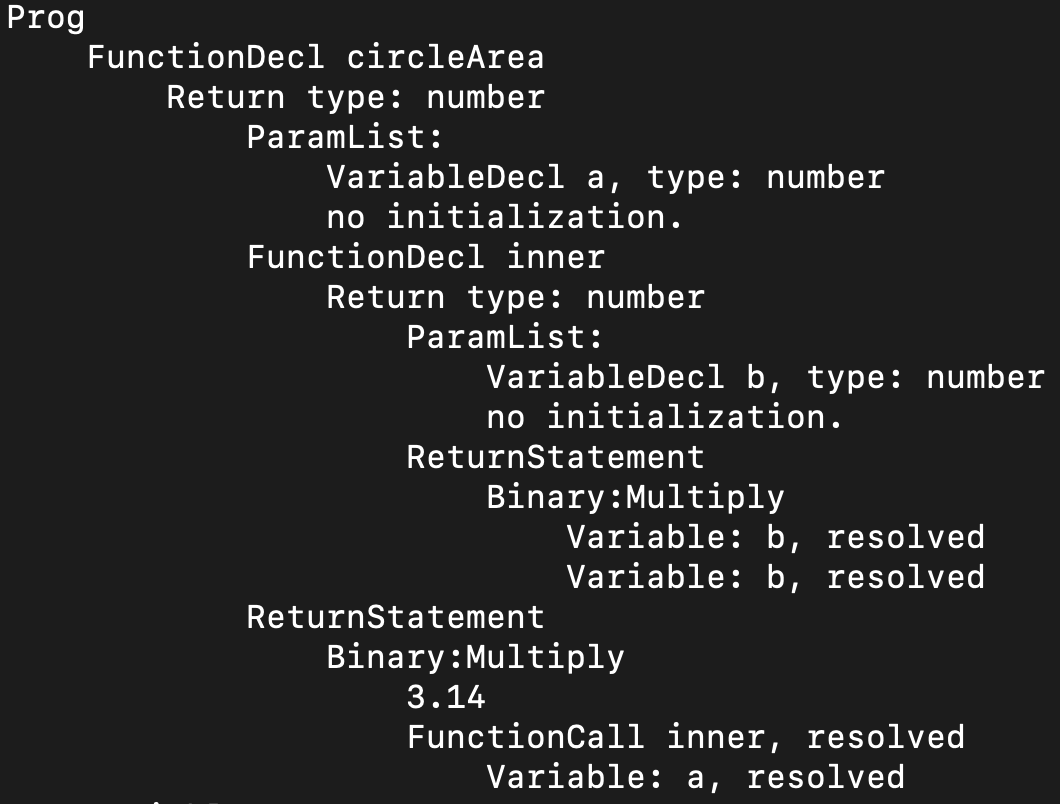 Prog
    FunctionDecl circleArea
        Return type: number
            ParamList:
                VariableDecl a, type: number
                no initialization.
            FunctionDecl inner
                Return type: number
                    ParamList:
                        VariableDecl b, type: number
                        no initialization.
                    ReturnStatement
                        Binary:Multiply
                            Variable: b, resolved
                            Variable: b, resolved
            ReturnStatement
                Binary:Multiply
                    3.14
                    FunctionCall inner, resolved
                        Variable: a, resolved